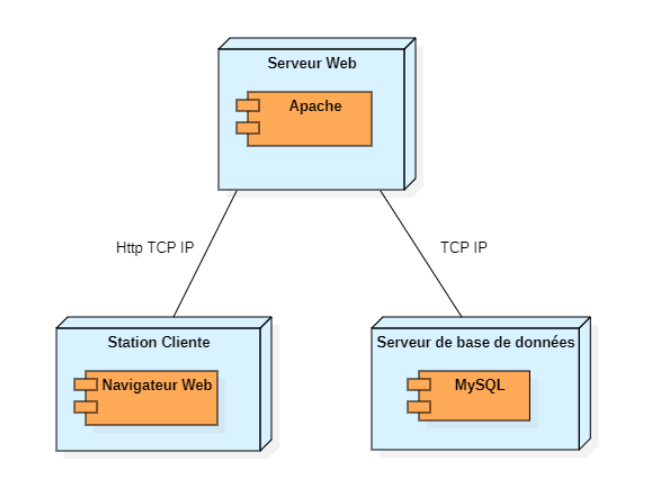 Serveur Web
Apache
Http TCP IP
TCP IP
Station Cliente
Navigateur Web
Serveur de base de données
MySQL